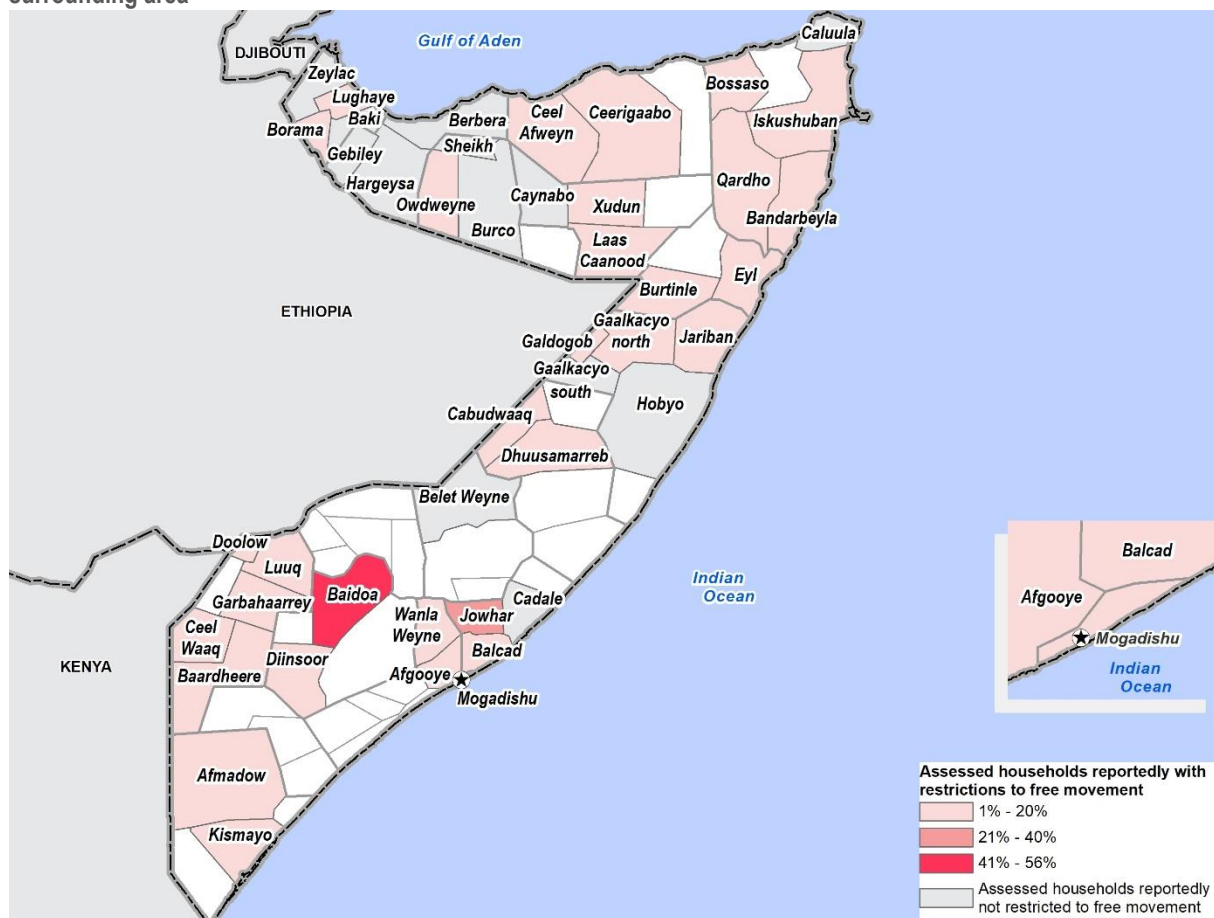 surrounding area
Gulf of Aden
Caluula
DJIBOUTI
Zeylac
Bossaso
Lughaye
Ceel
Afweyn
Ceerigaabo
Baki
Berbera
Iskushuban
Borama
Sheikh
Gebiley
Qardho
Hargeysa
Caynabo
Owdweyne
Xudun
Bandarbeyla
Burco
Laas
Caanood
Eyl
Burtinle
ETHIOPIA
Gaalkacyo
north
Jariban
Galdogob
Gaalkacyo
south
Hobyo
Cabudwaaq
Dhuusamarreb
Belet Weyne
Doolow
Luuq
Balcad
Baidoa
Indian
Ocean
Garbahaarrey
Cadale
Afgooye
Wanla
Weyne
Jowhar
Ceel
Waaq
Mogadishu
Balcad
Diinsoor
KENYA
Baardheere
Afgooye
Indian
Ocean
Mogadishu
Afmadow
Assessed households reportedly with
restrictions to free movement
1% - 20%
Kismayo
21% - 40%
41% - 56%
Assessed households reportedly
not restricted to free movement